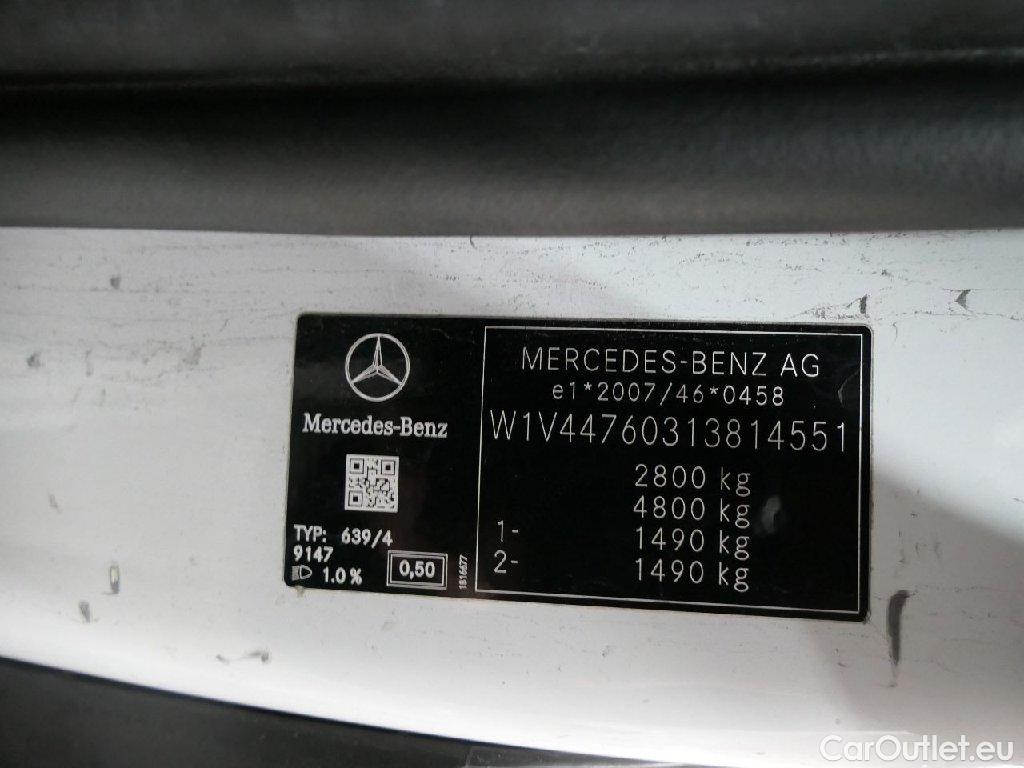 Mercedes-Benz
TYP: 639/4
9147
1.0 %
0,50
1816677
MERCEDES-BENZ AG
e1*2007/46*0458
W1V44760313814551
2800 kg
4800 kg
1- 1490 kg
2- 1490 kg
CarOutlet.eu